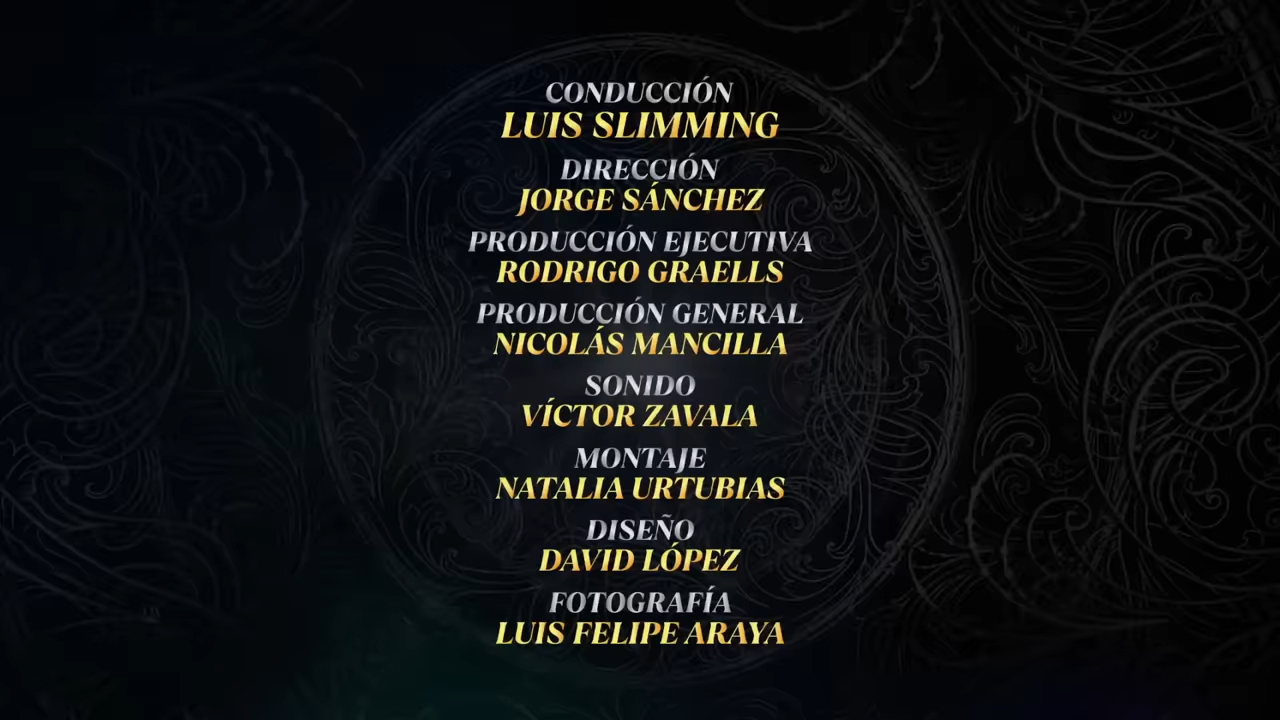 CONDUCCIÓN
LUIS SLIMMING
DIRECCIÓN
JORGE SÁNCHEZ
PRODUCCIÓN EJECUTIVA
RODRIGO GRAELLS
PRODUCCIÓN GENERAL
NICOLÁS MANCILLA
SONIDO
VÍCTOR ZAVALA
MONTAJE
NATALIA URTUBIAS
DISEÑO
DAVID LÓPEZ
FOTOGRAFÍA
LUIS FELIPE ARAYA